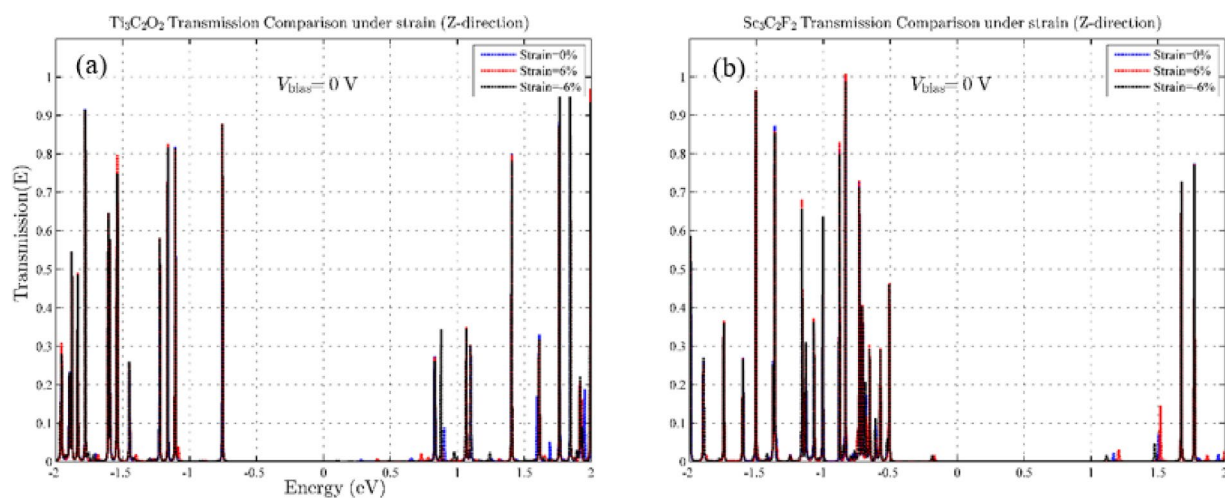 Ti₃C₂O₂ Transmission Comparison under strain (Z-direction)
(a)
V_bias= 0 V
Strain=0%
Strain=6%
Strain=-6%
1
0.9
0.8
0.7
0.6
0.5
0.4
0.3
0.2
0.1
0
Transmission(E)
-2 -1.5 -1 -0.5 0 0.5 1 1.5 2
Energy (eV)
Sc₃C₂F₂ Transmission Comparison under strain (Z-direction)
(b)
V_bias= 0 V
Strain=0%
Strain=6%
Strain=-6%
1
0.9
0.8
0.7
0.6
0.5
0.4
0.3
0.2
0.1
0
-2 -1.5 -1 -0.5 0 0.5 1 1.5 2